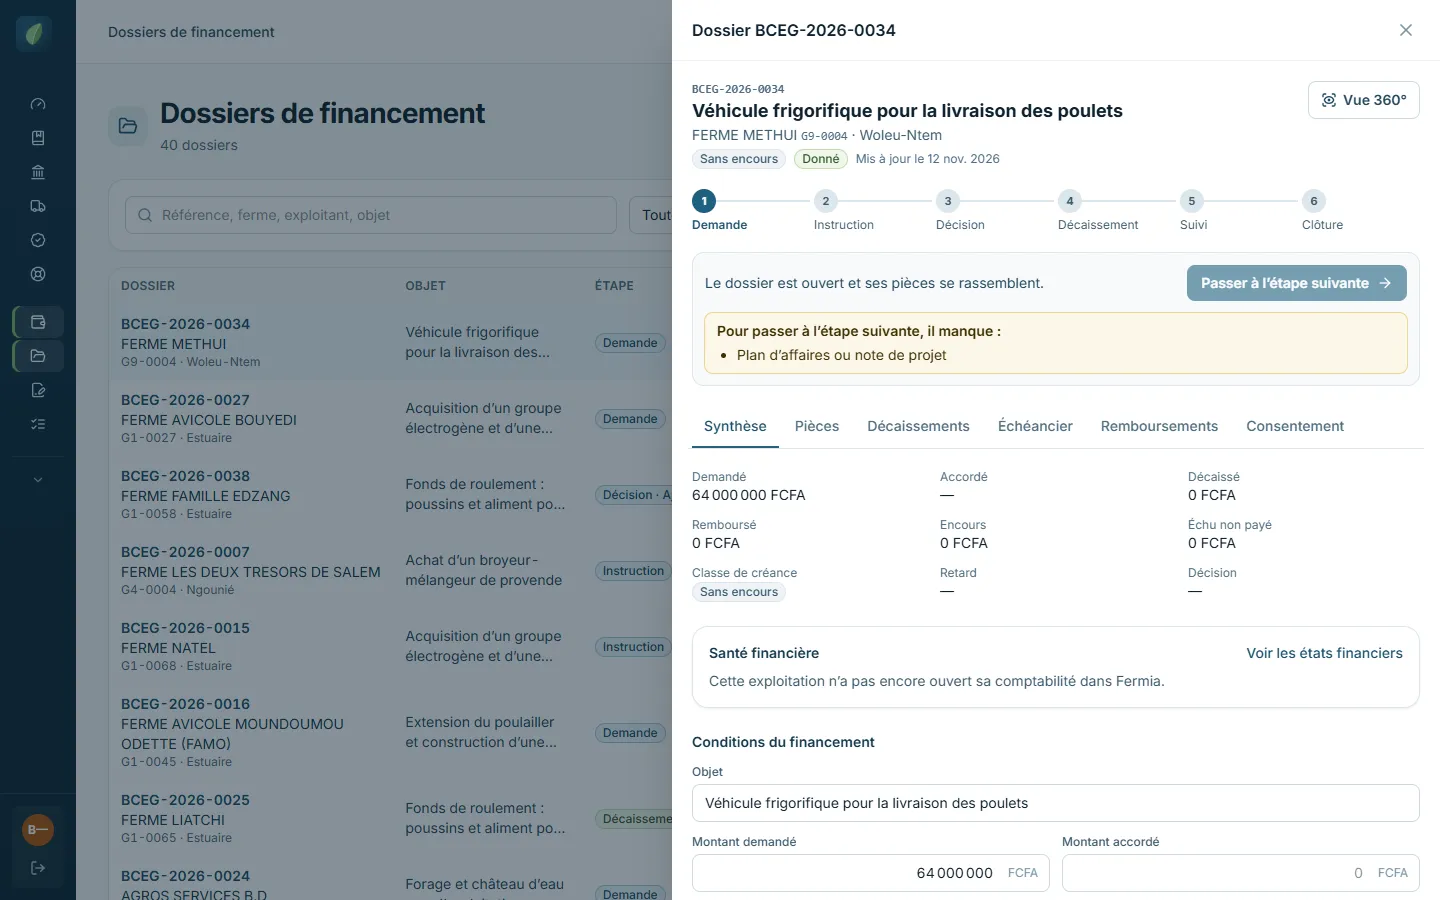 Dossiers de financement
Dossiers de financement
40 dossiers
Référence, ferme, exploitant, objet
Tout
DOSSIER OBJET ÉTAPE
BCEG-2026-0034
FERME METHUI
G9-0004 · Woleu-Ntem
Véhicule frigorifique
pour la livraison des…
Demande
BCEG-2026-0027
FERME AVICOLE BOUYEDI
G1-0027 · Estuaire
Acquisition d’un groupe
électrogène et d’une…
Demande
BCEG-2026-0038
FERME FAMILLE EDZANG
G1-0058 · Estuaire
Fonds de roulement :
poussins et aliment po…
Décision · A
BCEG-2026-0007
FERME LES DEUX TRESORS DE SALEM
G4-0004 · Ngounié
Achat d’un broyeur-
mélangeur de provende
Instruction
BCEG-2026-0015
FERME NATEL
G1-0068 · Estuaire
Acquisition d’un groupe
électrogène et d’une…
Instruction
BCEG-2026-0016
FERME AVICOLE MOUNDOUMOU
ODETTE (FAMO)
G1-0045 · Estuaire
Extension du poulailler
et construction d’une…
Demande
BCEG-2026-0025
FERME LIATCHI
G1-0065 · Estuaire
Fonds de roulement :
poussins et aliment po…
Décaisseme
BCEG-2026-0024
AGROS SERVICES B.D
Forage et château d’eau
Demande
B—
Dossier BCEG-2026-0034
BCEG-2026-0034
Véhicule frigorifique pour la livraison des poulets
Vue 360°
FERME METHUI G9-0004 · Woleu-Ntem
Sans encours Donné Mis à jour le 12 nov. 2026
1 2 3 4 5 6
Demande Instruction Décision Décaissement Suivi Clôture
Le dossier est ouvert et ses pièces se rassemblent.
Passer à l’étape suivante
Pour passer à l’étape suivante, il manque :
• Plan d’affaires ou note de projet
Synthèse Pièces Décaissements Échéancier Remboursements Consentement
Demandé Accordé Décaissé
64 000 000 FCFA — 0 FCFA
Remboursé Encours Échu non payé
0 FCFA 0 FCFA 0 FCFA
Classe de créance Retard Décision
Sans encours — —
Santé financière Voir les états financiers
Cette exploitation n’a pas encore ouvert sa comptabilité dans Fermia.
Conditions du financement
Objet
Véhicule frigorifique pour la livraison des poulets
Montant demandé Montant accordé
64 000 000 FCFA 0 FCFA